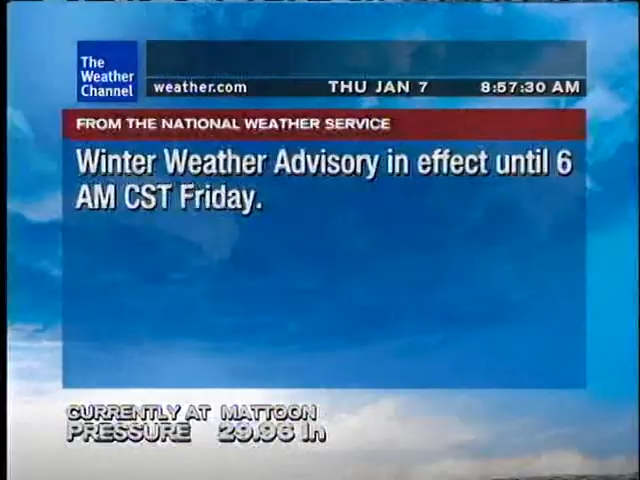 The
Weather
Channel
weather.com THU JAN 7 8:57:30 AM
FROM THE NATIONAL WEATHER SERVICE
Winter Weather Advisory in effect until 6
AM CST Friday.
CURRENTLY AT MATTOON
PRESSURE 29.96 In